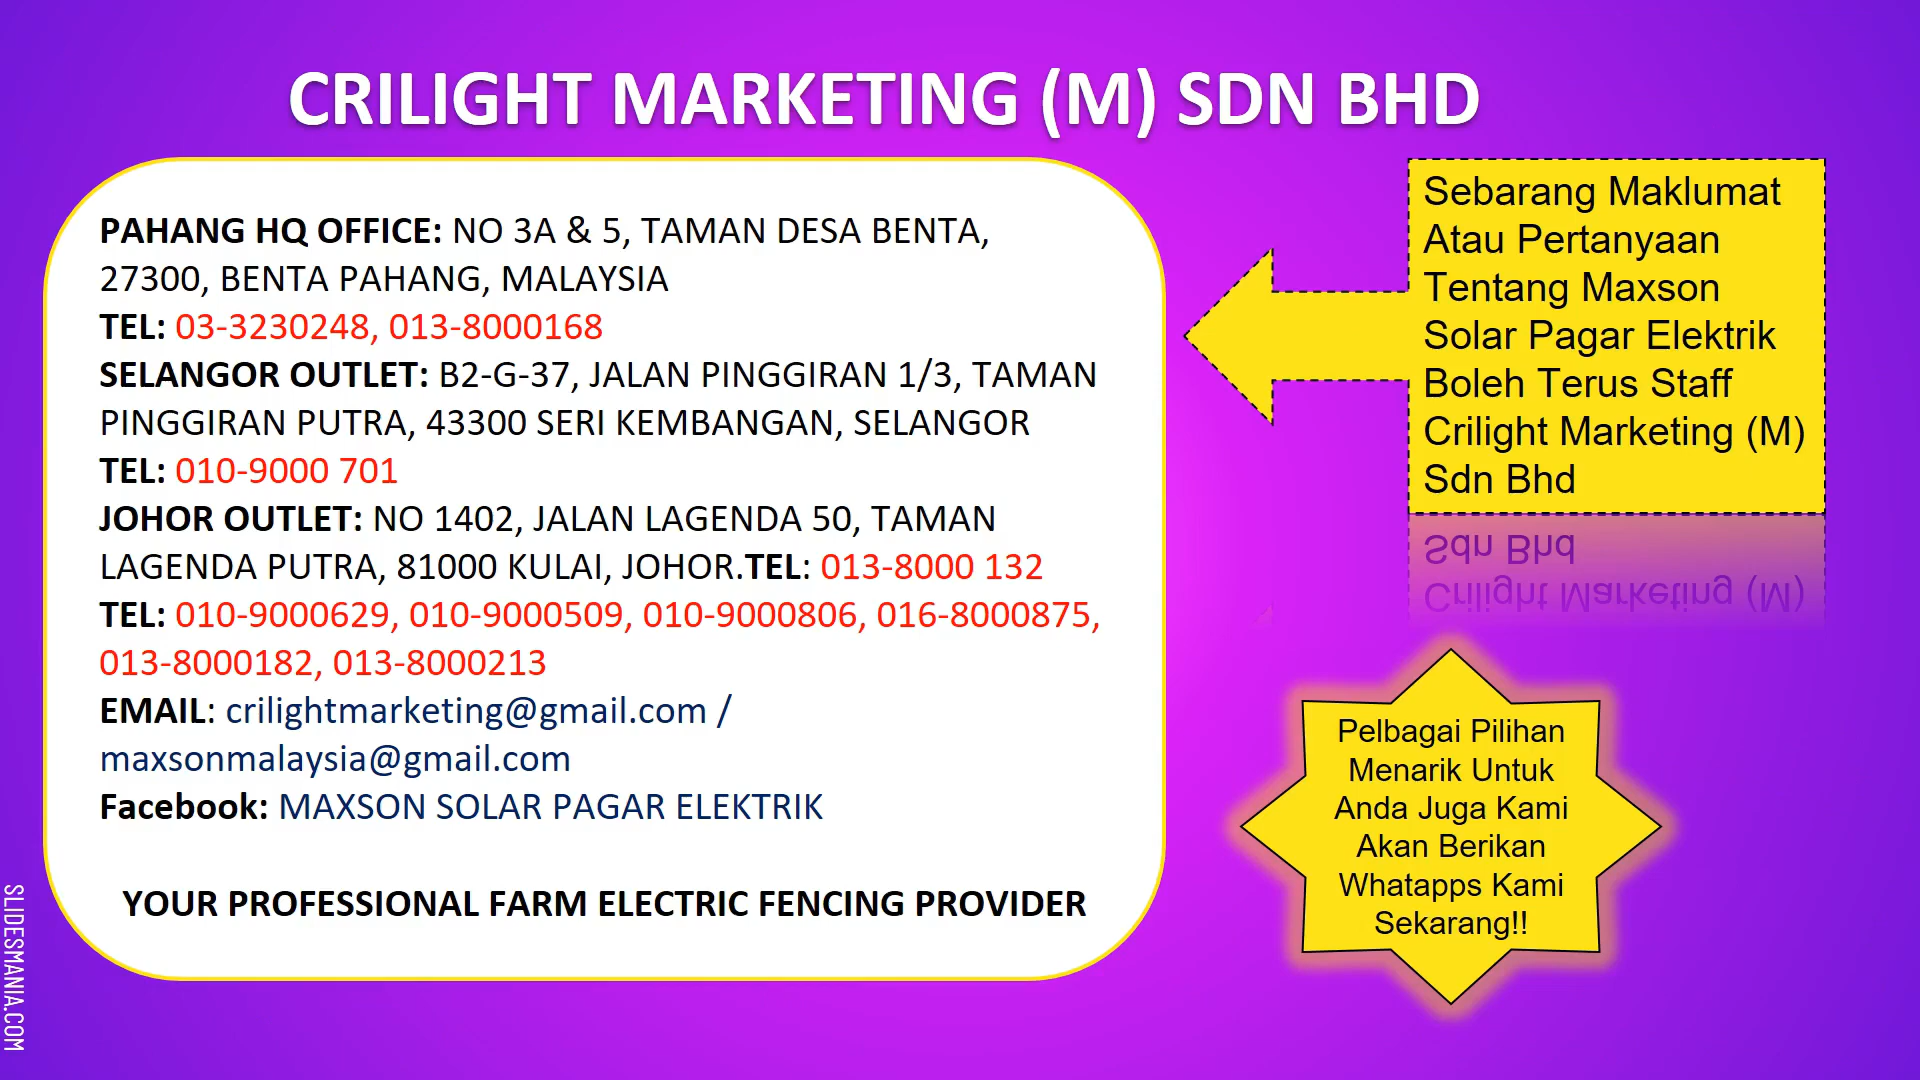 CRILIGHT MARKETING (M) SDN BHD
PAHANG HQ OFFICE: NO 3A & 5, TAMAN DESA BENTA,
27300, BENTA PAHANG, MALAYSIA
TEL: 03-3230248, 013-8000168
SELANGOR OUTLET: B2-G-37, JALAN PINGGIRAN 1/3, TAMAN
PINGGIRAN PUTRA, 43300 SERI KEMBANGAN, SELANGOR
TEL: 010-9000 701
JOHOR OUTLET: NO 1402, JALAN LAGENDA 50, TAMAN
LAGENDA PUTRA, 81000 KULAI, JOHOR.TEL: 013-8000 132
TEL: 010-9000629, 010-9000509, 010-9000806, 016-8000875,
013-8000182, 013-8000213
EMAIL: crilightmarketing@gmail.com /
maxsonmalaysia@gmail.com
Facebook: MAXSON SOLAR PAGAR ELEKTRIK
YOUR PROFESSIONAL FARM ELECTRIC FENCING PROVIDER
Sebarang Maklumat
Atau Pertanyaan
Tentang Maxson
Solar Pagar Elektrik
Boleh Terus Staff
Crilight Marketing (M)
Sdn Bhd
Pelbagai Pilihan
Menarik Untuk
Anda Juga Kami
Akan Berikan
Whatapps Kami
Sekarang!!
SLIDESMANIA.COM